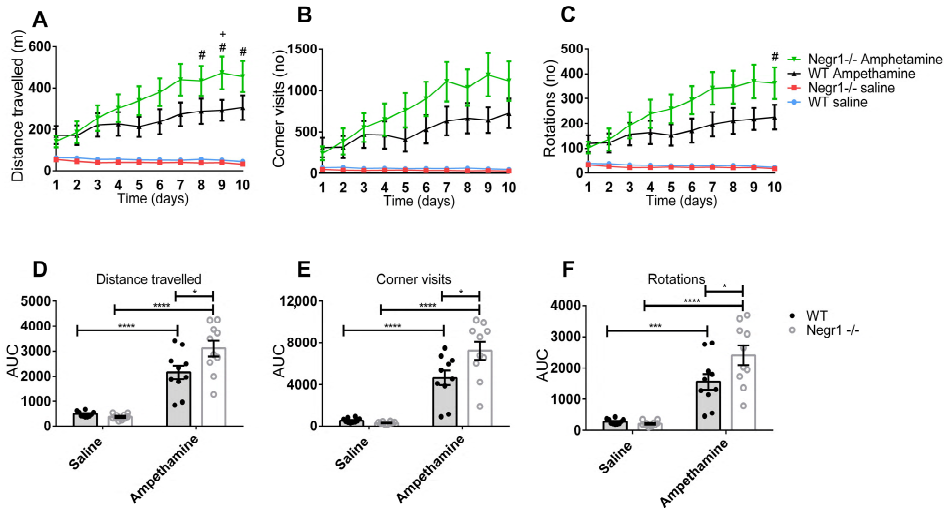 A
Distance travelled (m)
600
400
200
0
+
#
#
#
1 2 3 4 5 6 7 8 9 10
Time (days)
B
Corner visits (no)
1500
1000
500
0
1 2 3 4 5 6 7 8 9 10
Time (days)
C
Rotations (no)
500
400
300
200
100
0
#
1 2 3 4 5 6 7 8 9 10
Time (days)
Negr1-/- Amphetamine
WT Ampethamine
Negr1-/- saline
WT saline
D
Distance travelled
AUC
5000
4000
3000
2000
1000
0
*
****
****
Saline
Ampethamine
E
Corner visits
AUC
12000
8000
4000
0
*
****
****
Saline
Ampethamine
F
Rotations
AUC
4000
3000
2000
1000
0
*
****
***
Saline
Ampethamine
WT
Negr1 -/-